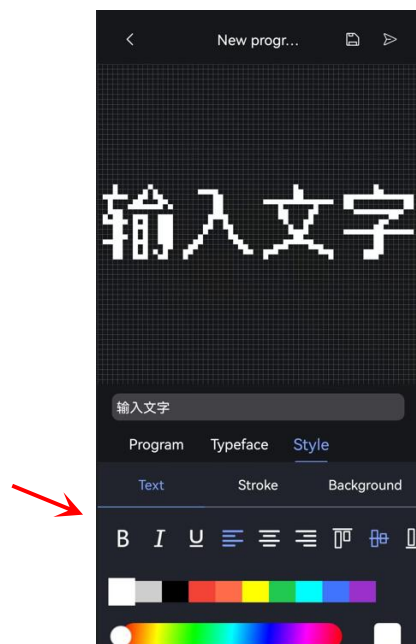 New progr...
输入文字
输入文字
Program Typeface Style
Text Stroke Background
B I U